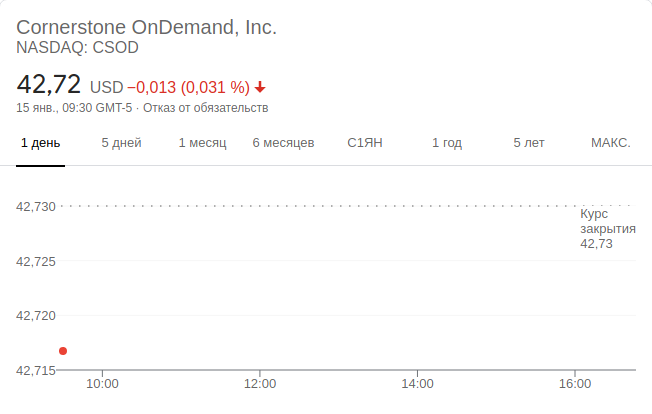 Cornerstone OnDemand, Inc.
NASDAQ: CSOD
42,72 USD −0,013 (0,031 %)
15 янв., 09:30 GMT-5 · Отказ от обязательств
1 день 5 дней 1 месяц 6 месяцев С1ЯН 1 год 5 лет МАКС.
42,730
Курс
закрытия
42,73
42,725
42,720
42,715
10:00 12:00 14:00 16:00